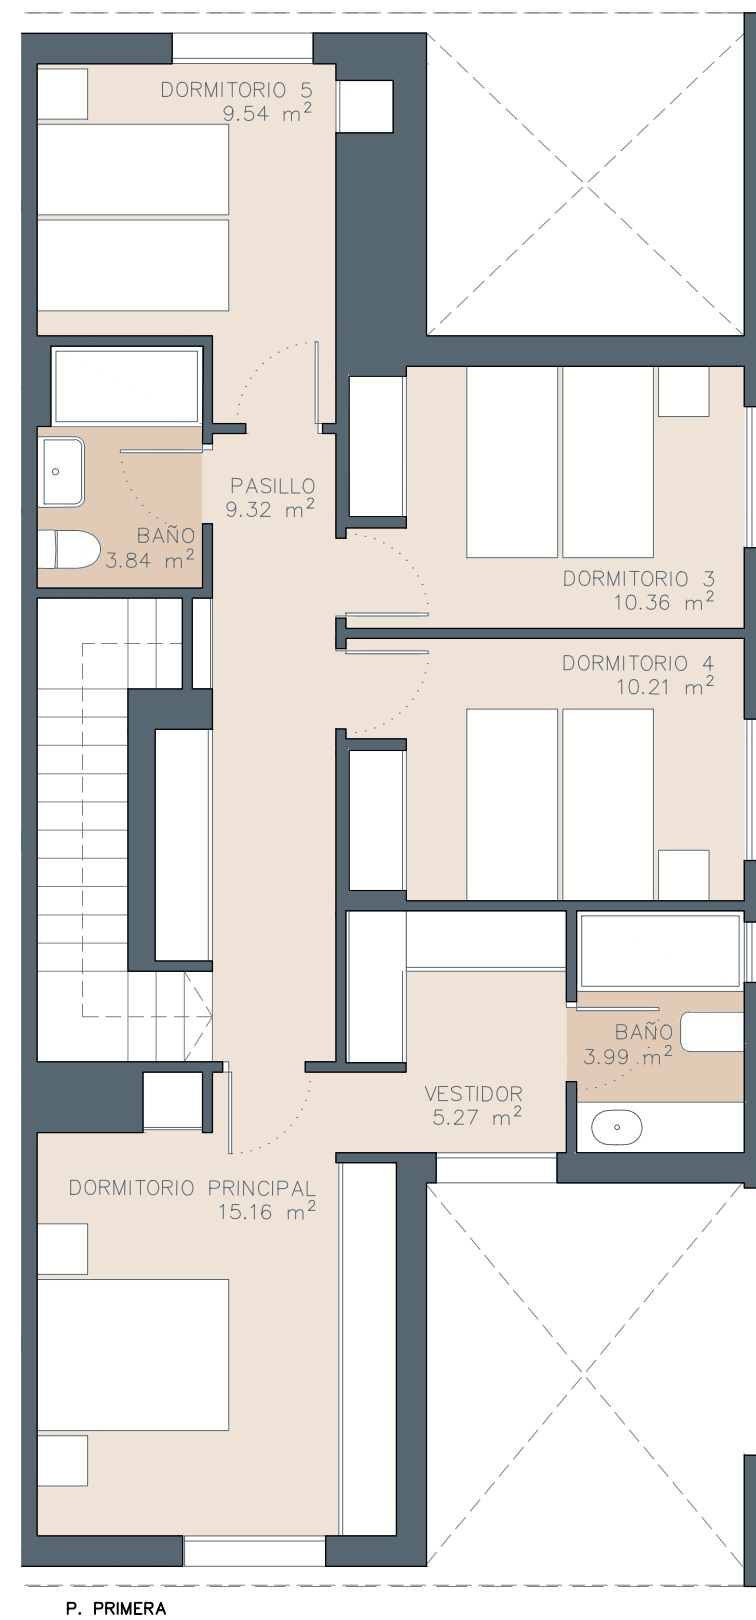 DORMITORIO 5
9.54 m²
PASILLO
9.32 m²
BAÑO
3.84 m²
DORMITORIO 3
10.36 m²
DORMITORIO 4
10.21 m²
BAÑO
3.99 m²
VESTIDOR
5.27 m²
DORMITORIO PRINCIPAL
15.16 m²
P. PRIMERA